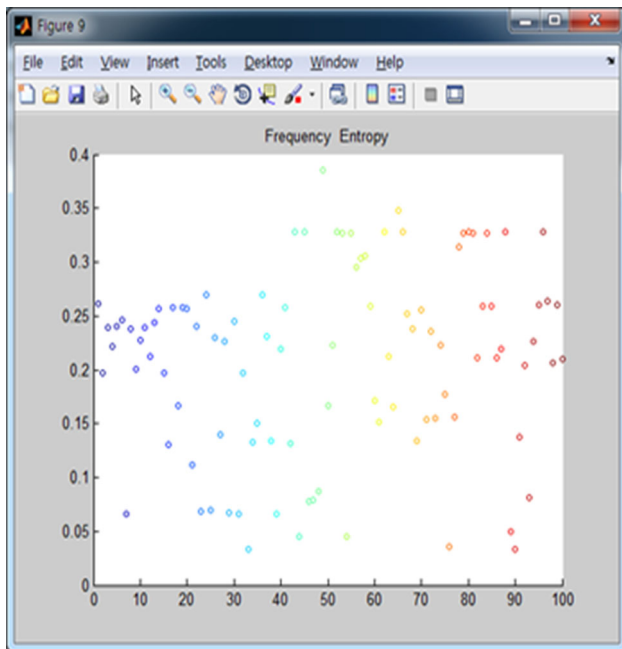 Figure 9
File Edit View Insert Tools Desktop Window Help
Frequency Entropy
0.4
0.35
0.3
0.25
0.2
0.15
0.1
0.05
0
0 10 20 30 40 50 60 70 80 90 100